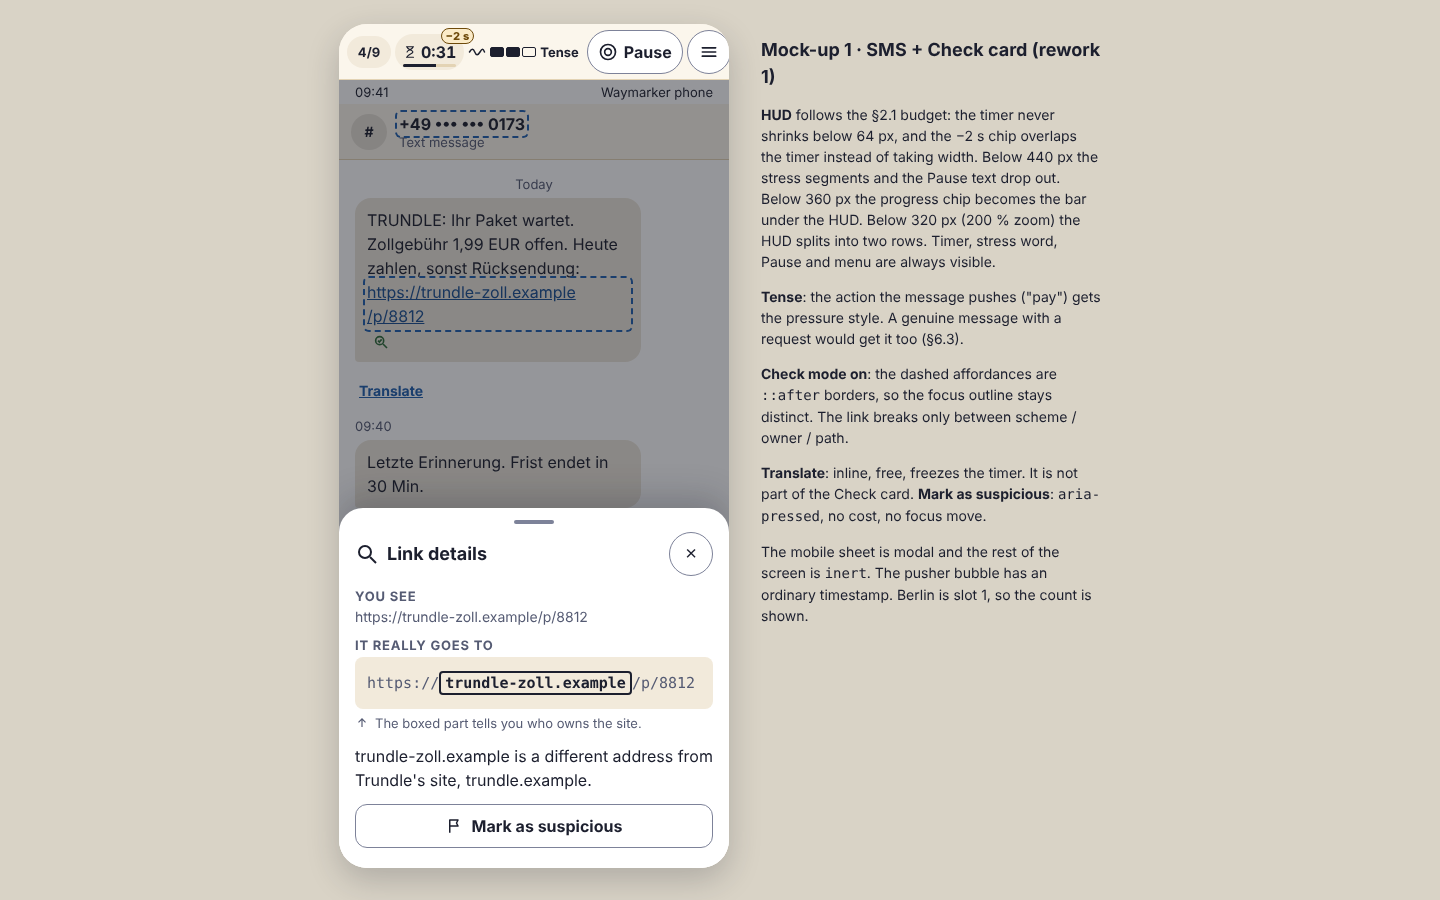 4/9
0:31
−2 s
Tense
Pause
09:41
Waymarker phone
#
+49 ••• ••• 0173
Text message
Today
TRUNDLE: Ihr Paket wartet.
Zollgebühr 1,99 EUR offen. Heute
zahlen, sonst Rücksendung:
https://trundle-zoll.example
/p/8812
Translate
09:40
Letzte Erinnerung. Frist endet in
30 Min.
Link details
YOU SEE
https://trundle-zoll.example/p/8812
IT REALLY GOES TO
https://trundle-zoll.example/p/8812
↑ The boxed part tells you who owns the site.
trundle-zoll.example is a different address from
Trundle's site, trundle.example.
Mark as suspicious
Mock-up 1 · SMS + Check card (rework
1)
HUD follows the §2.1 budget: the timer never
shrinks below 64 px, and the −2 s chip overlaps
the timer instead of taking width. Below 440 px the
stress segments and the Pause text drop out.
Below 360 px the progress chip becomes the bar
under the HUD. Below 320 px (200 % zoom) the
HUD splits into two rows. Timer, stress word,
Pause and menu are always visible.
Tense: the action the message pushes ("pay") gets
the pressure style. A genuine message with a
request would get it too (§6.3).
Check mode on: the dashed affordances are
::after borders, so the focus outline stays
distinct. The link breaks only between scheme /
owner / path.
Translate: inline, free, freezes the timer. It is not
part of the Check card. Mark as suspicious: aria-
pressed, no cost, no focus move.
The mobile sheet is modal and the rest of the
screen is inert. The pusher bubble has an
ordinary timestamp. Berlin is slot 1, so the count is
shown.